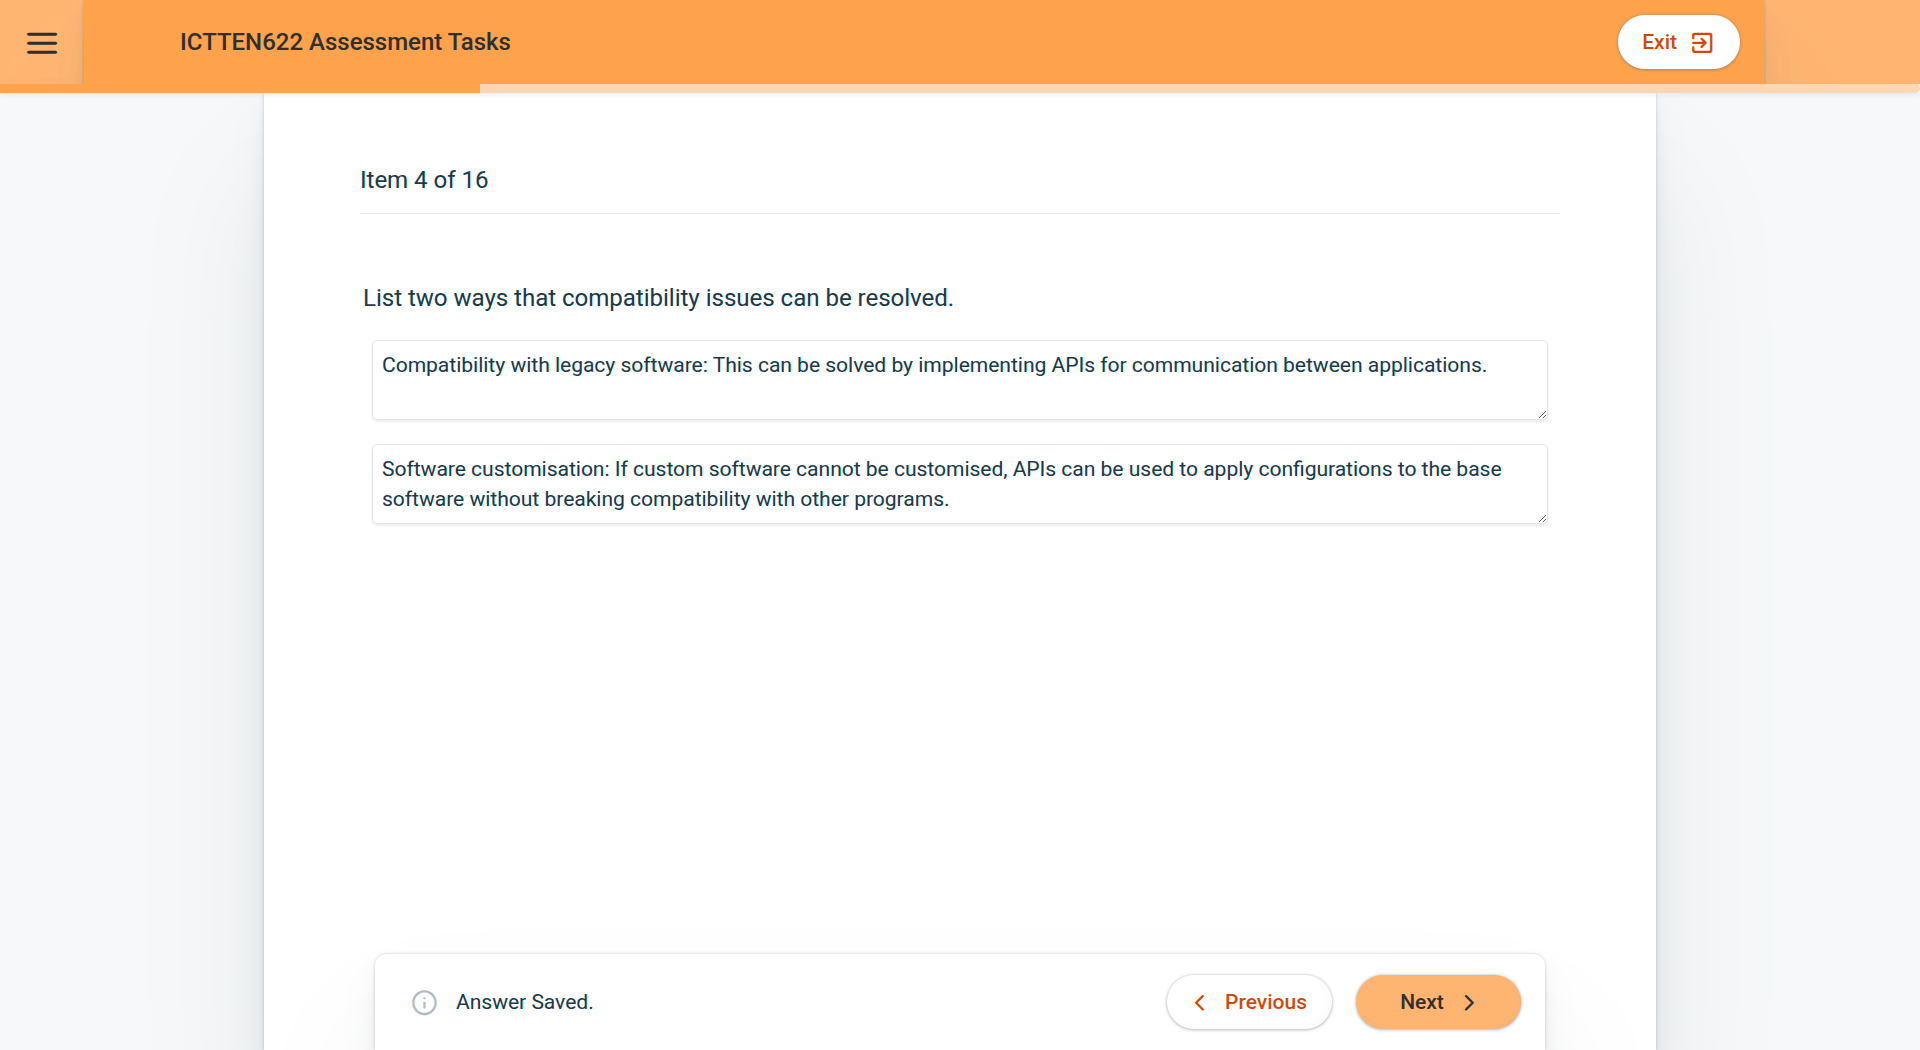 ICTTEN622 Assessment Tasks
Exit
Item 4 of 16
List two ways that compatibility issues can be resolved.
Compatibility with legacy software: This can be solved by implementing APIs for communication between applications.
Software customisation: If custom software cannot be customised, APIs can be used to apply configurations to the base
software without breaking compatibility with other programs.
Answer Saved.
Previous
Next